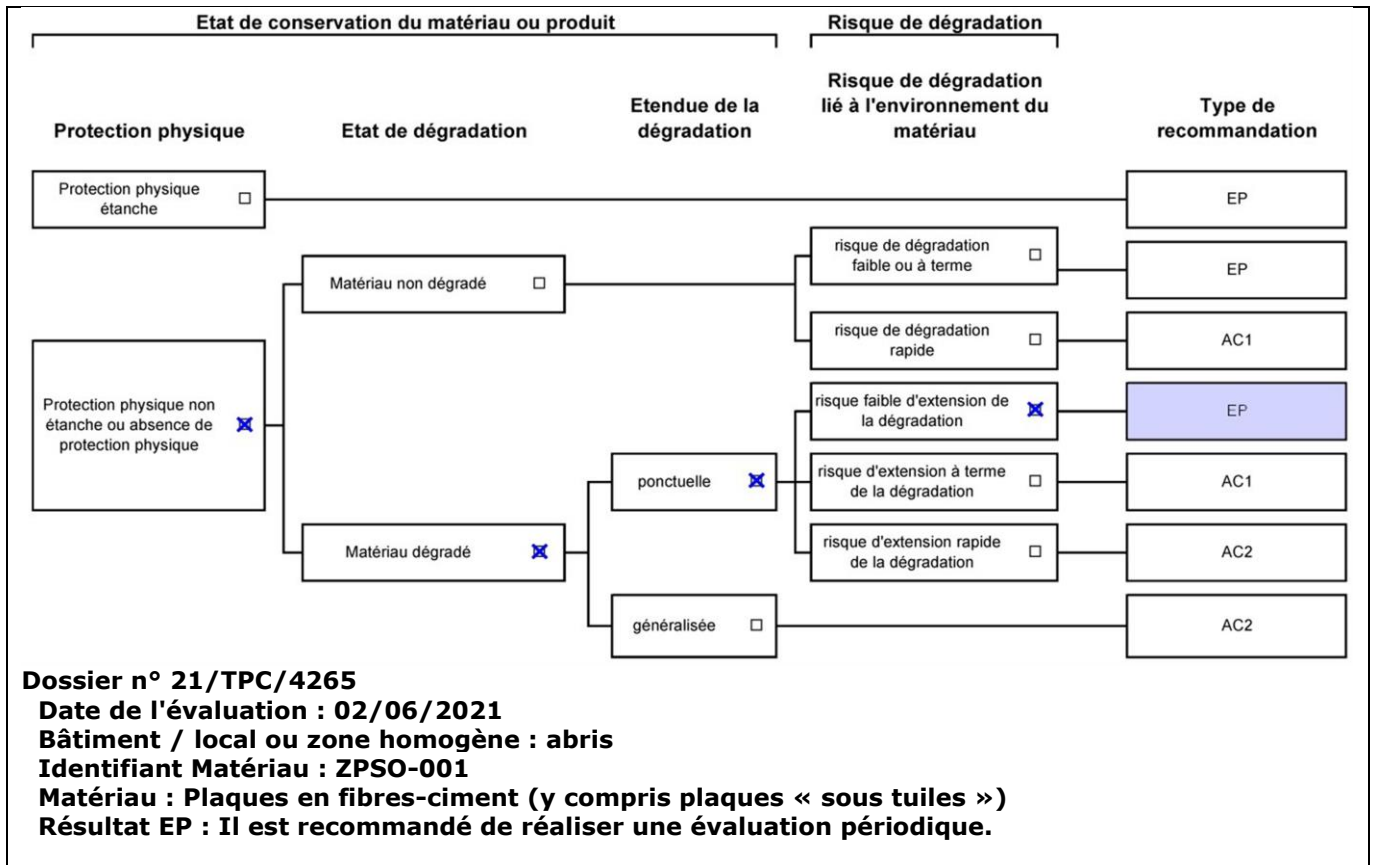 Etat de conservation du matériau ou produit
Risque de dégradation
Protection physique
Etat de dégradation
Etendue de la
dégradation
Risque de dégradation
lié à l'environnement du
matériau
Type de
recommandation
Protection physique
étanche
EP
risque de dégradation
faible ou à terme
EP
Matériau non dégradé
risque de dégradation
rapide
AC1
Protection physique non
étanche ou absence de
protection physique
risque faible d'extension de
la dégradation
EP
ponctuelle
risque d'extension à terme
de la dégradation
AC1
Matériau dégradé
risque d'extension rapide
de la dégradation
AC2
généralisée
AC2
Dossier n° 21/TPC/4265
Date de l'évaluation : 02/06/2021
Bâtiment / local ou zone homogène : abris
Identifiant Matériau : ZPSO-001
Matériau : Plaques en fibres-ciment (y compris plaques « sous tuiles »)
Résultat EP : Il est recommandé de réaliser une évaluation périodique.